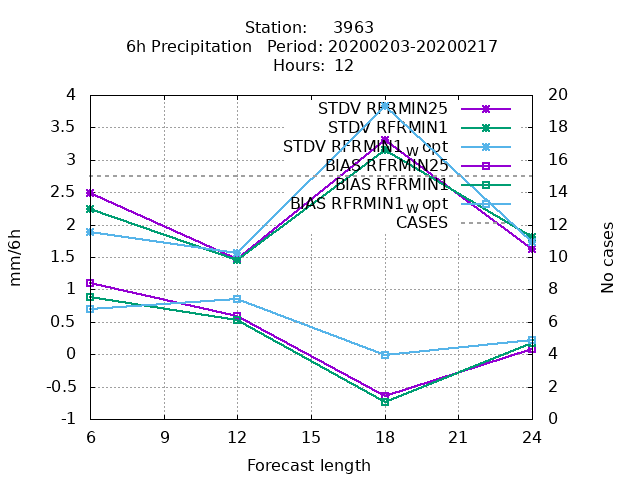 Station: 3963
6h Precipitation Period: 20200203-20200217
Hours: 12
4 20
3.5 18
3 16
2.5 14
2 12
1.5 10
1 8
0.5 6
0 4
-0.5 2
-1 0
STDV RFRMIN25
STDV RFRMIN1
STDV RFRMIN1_w opt
BIAS RFRMIN25
BIAS RFRMIN1
BIAS RFRMIN1_w opt
CASES
mm/6h
No cases
6 9 12 15 18 21 24
Forecast length